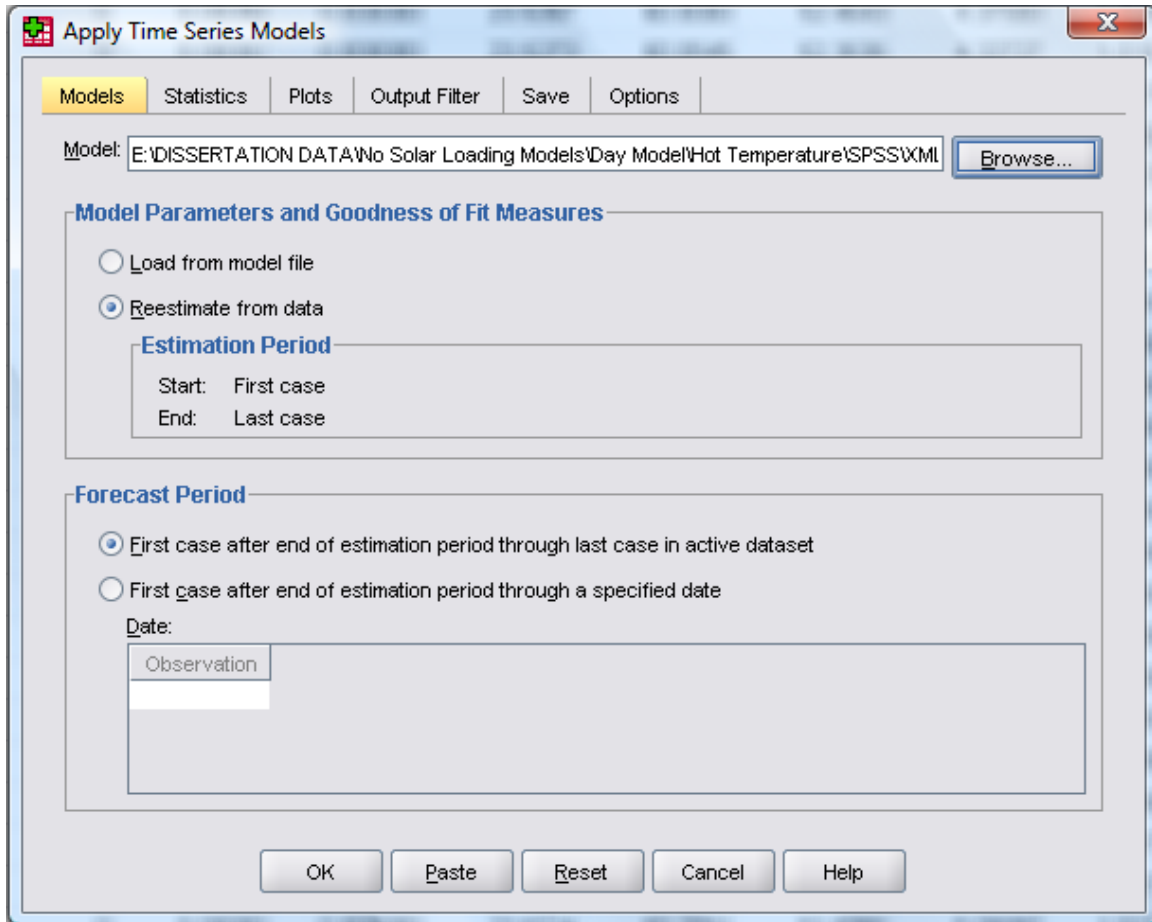 Apply Time Series Models
Models Statistics Plots Output Filter Save Options
Model: E:\DISSERTATION DATA\No Solar Loading Models\Day Model\Hot Temperature\SPSS\XML Browse...
Model Parameters and Goodness of Fit Measures
Load from model file
Reestimate from data
Estimation Period
Start: First case
End: Last case
Forecast Period
First case after end of estimation period through last case in active dataset
First case after end of estimation period through a specified date
Date:
Observation
OK Paste Reset Cancel Help